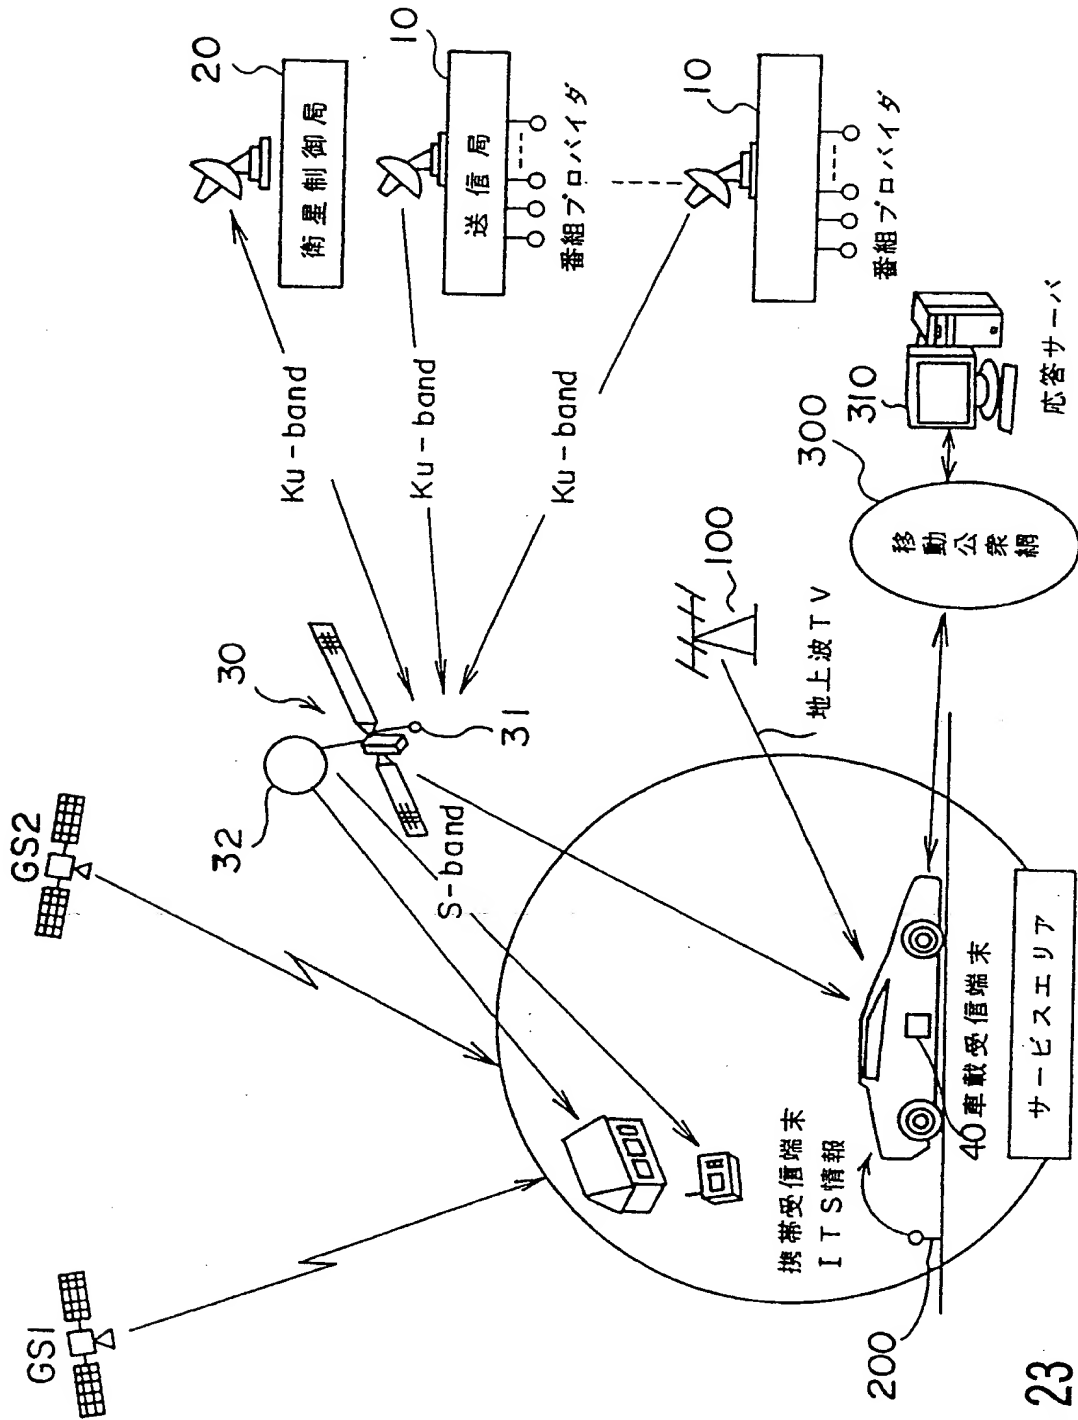 GS1
GS2
32
30
31
Ku-band
Ku-band
Ku-band
S-band
20
衛星制御局
10
送信局
番組プロバイダ
10
番組プロバイダ
100
地上波TV
300
移動公衆網
310
応答サーバ
携帯受信端末
ITS情報
200
40車載受信端末
サービスエリア
23